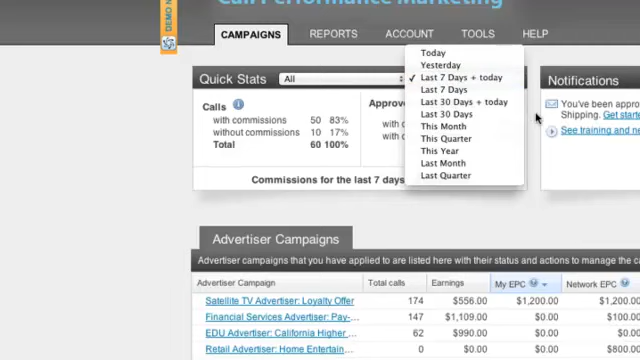 Call Performance Marketing
DEMO
CAMPAIGNS REPORTS ACCOUNT TOOLS HELP
Quick Stats All
Today
Yesterday
✓ Last 7 Days + today
Last 7 Days
Last 30 Days + today
Last 30 Days
This Month
This Quarter
This Year
Last Month
Last Quarter
Calls
with commissions 50 83%
without commissions 10 17%
Total 60 100%
Approve
with c
with c
Commissions for the last 7 days
Notifications
You've been appro
Shipping. Get starte
See training and ne
Advertiser Campaigns
Advertiser campaigns that you have applied to are listed here with their status and actions to manage the ca
Advertiser Campaign Total calls Earnings My EPC Network EPC
Satellite TV Advertiser: Loyalty Offer 174 $556.00 $1,200.00 $1,200.00
Financial Services Advertiser: Pay-... 147 $1,109.00 $0.00 $0.00
EDU Advertiser: California Higher ... 62 $990.00 $0.00 $0.00
Retail Advertiser: Home Entertain... 0 $0.00 $0.00 $800.00